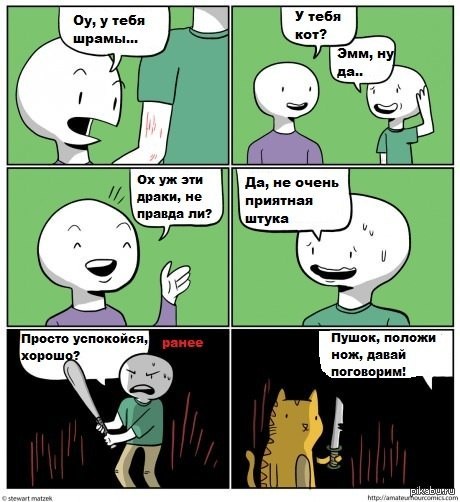 Оу, у тебя
шрамы...
У тебя
кот?
Эмм, ну
да..
Ох уж эти
драки, не
правда ли?
Да, не очень
приятная
штука
Просто успокойся,
хорошо?
ранее
Пушок, положи
нож, давай
поговорим!
© stewart matzek
pikabu.ru
http://amateurhourcomics.com